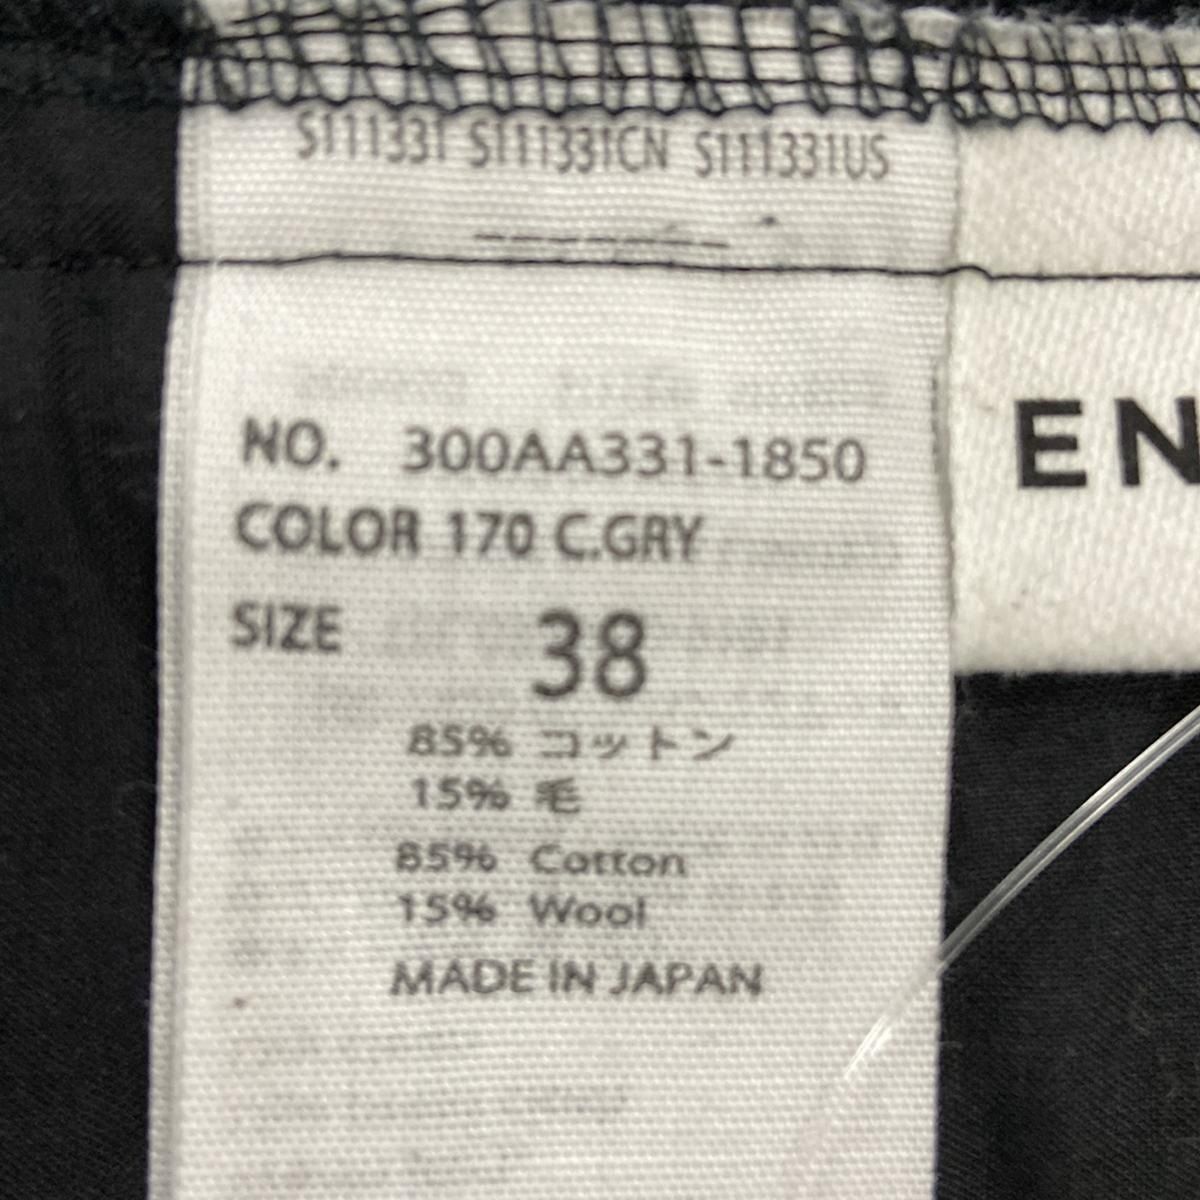 S111331 S111331CN S111331US
NO. 300AA331-1850
EN
COLOR 170 C.GRY
SIZE 38
85% コットン
15% 毛
85% Cotton
15% Wool
MADE IN JAPAN